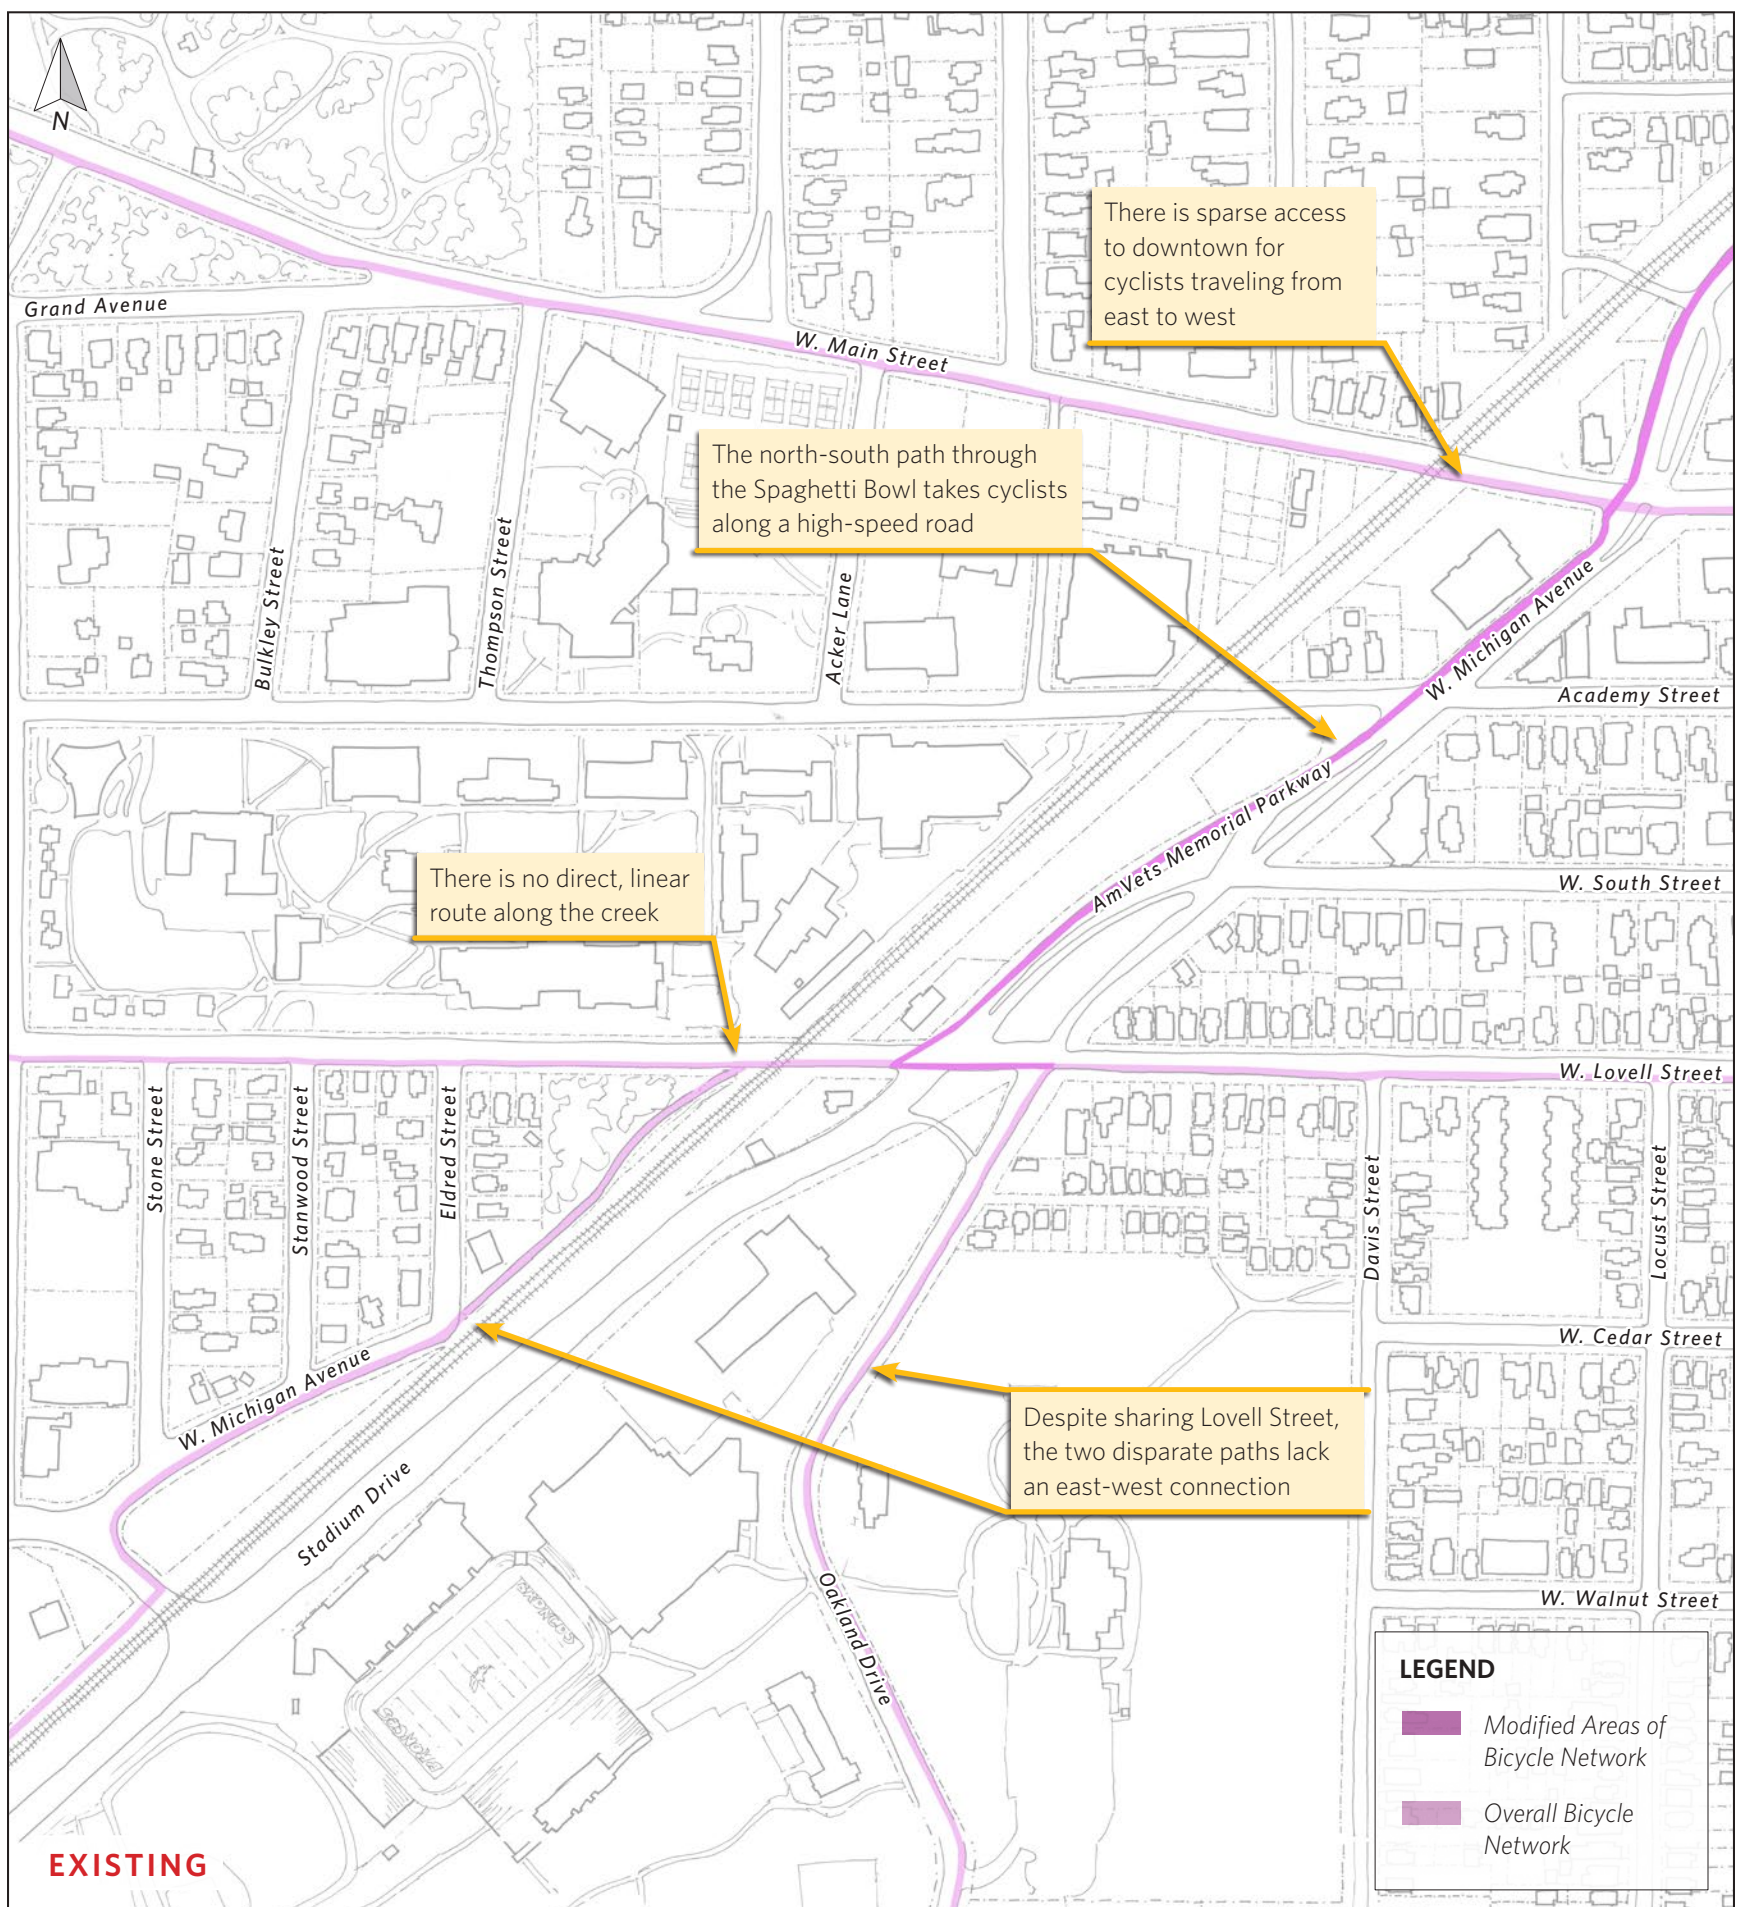 N
There is sparse access
to downtown for
cyclists traveling from
east to west
Grand Avenue
W. Main Street
The north-south path through
the Spaghetti Bowl takes cyclists
along a high-speed road
Bulkley Street
Thompson Street
Acker Lane
W. Michigan Avenue
Academy Street
AmVets Memorial Parkway
There is no direct, linear
route along the creek
W. South Street
W. Lovell Street
Stone Street
Stanwood Street
Eldred Street
Davis Street
Locust Street
W. Cedar Street
W. Michigan Avenue
Despite sharing Lovell Street,
the two disparate paths lack
an east-west connection
Stadium Drive
Oakland Drive
W. Walnut Street
BRONCOS
BRONCOS
LEGEND
Modified Areas of
Bicycle Network
Overall Bicycle
Network
EXISTING